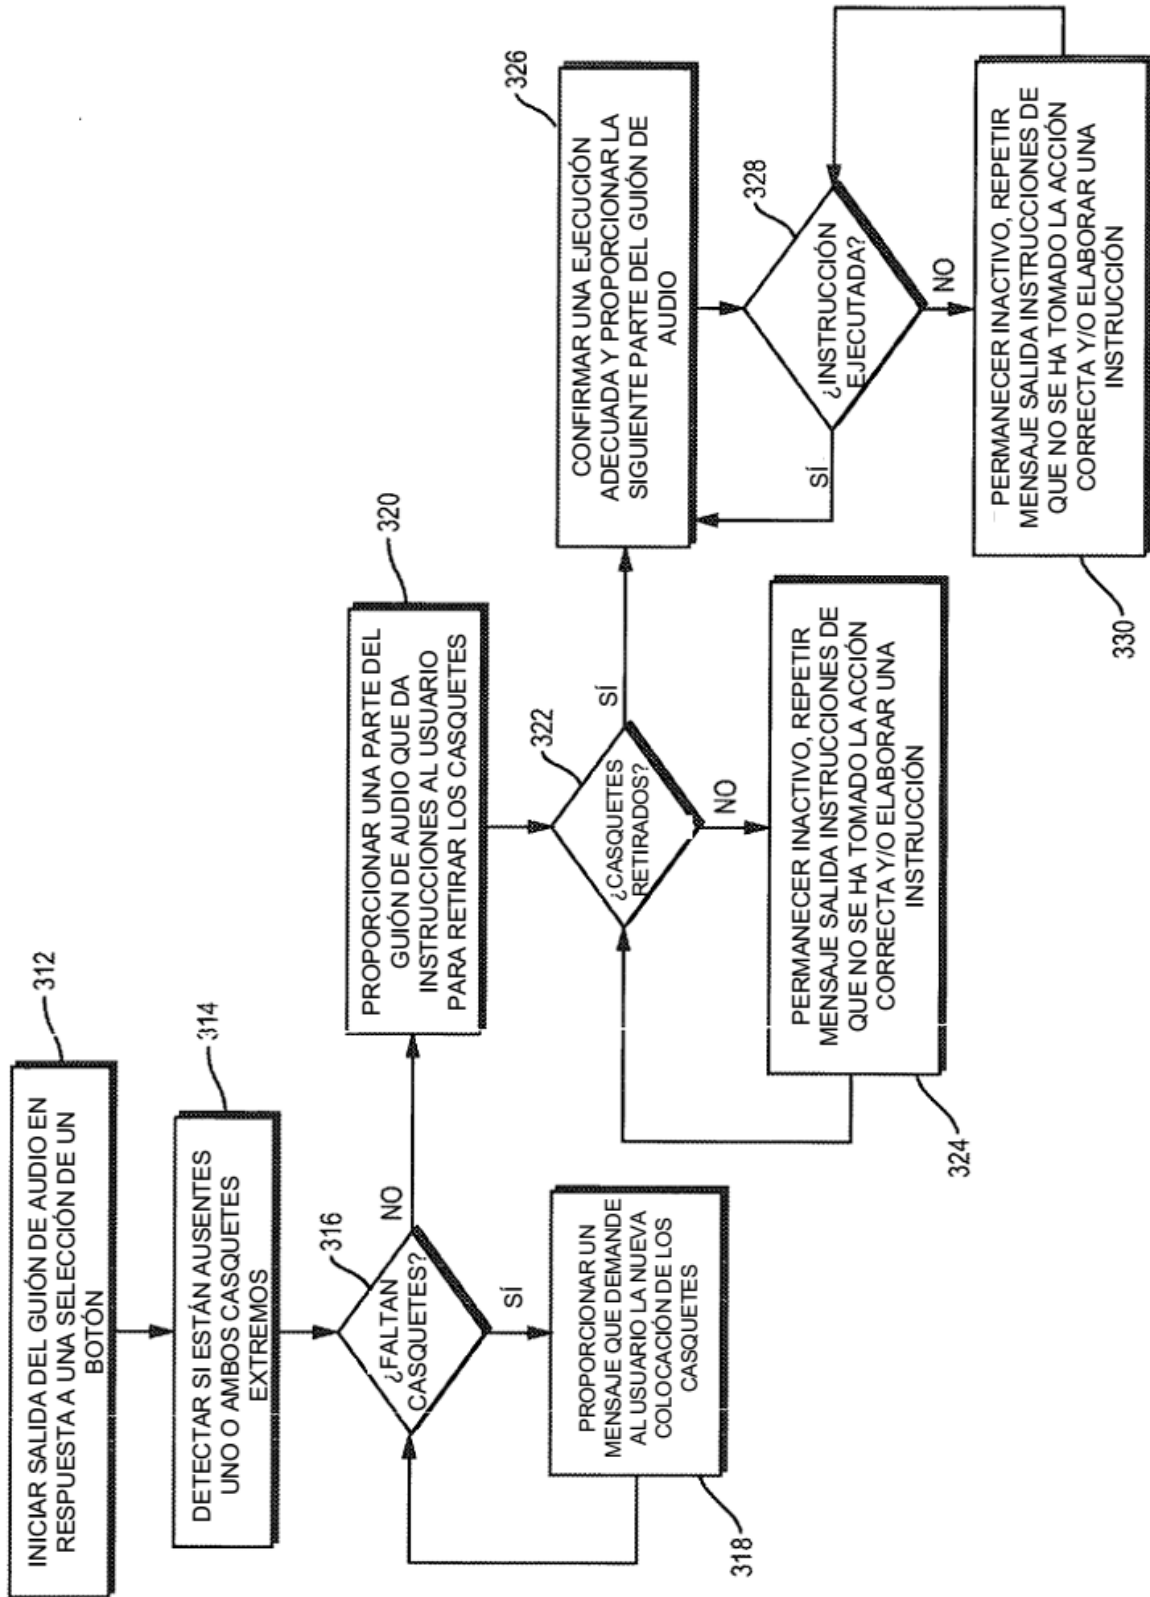 INICIAR SALIDA DEL GUIÓN DE AUDIO EN
RESPUESTA A UNA SELECCIÓN DE UN
BOTÓN
312
DETECTAR SI ESTÁN AUSENTES
UNO O AMBOS CASQUETES
EXTREMOS
314
¿FALTAN
CASQUETES?
316
NO
SÍ
PROPORCIONAR UN
MENSAJE QUE DEMANDE
AL USUARIO LA NUEVA
COLOCACIÓN DE LOS
CASQUETES
318
PROPORCIONAR UNA PARTE DEL
GUIÓN DE AUDIO QUE DA
INSTRUCCIONES AL USUARIO
PARA RETIRAR LOS CASQUETES
320
¿CASQUETES
RETIRADOS?
322
SÍ
NO
PERMANECER INACTIVO, REPETIR
MENSAJE SALIDA INSTRUCCIONES DE
QUE NO SE HA TOMADO LA ACCIÓN
CORRECTA Y/O ELABORAR UNA
INSTRUCCIÓN
324
CONFIRMAR UNA EJECUCIÓN
ADECUADA Y PROPORCIONAR LA
SIGUIENTE PARTE DEL GUIÓN DE
AUDIO
326
¿INSTRUCCIÓN
EJECUTADA?
328
SÍ
NO
PERMANECER INACTIVO, REPETIR
MENSAJE SALIDA INSTRUCCIONES DE
QUE NO SE HA TOMADO LA ACCIÓN
CORRECTA Y/O ELABORAR UNA
INSTRUCCIÓN
330